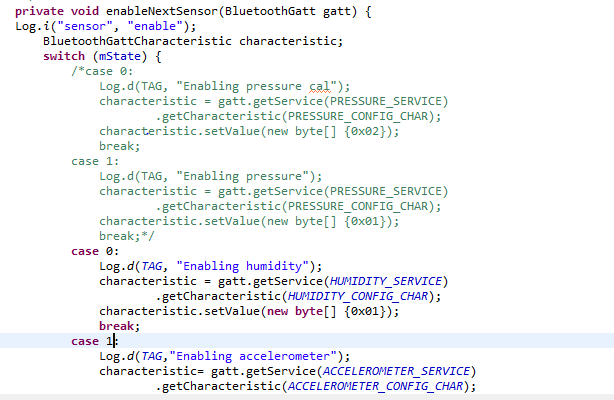 private void enableNextSensor(BluetoothGatt gatt) {
Log.i("sensor", "enable");
BluetoothGattCharacteristic characteristic;
switch (mState) {
/*case 0:
Log.d(TAG, "Enabling pressure cal");
characteristic = gatt.getService(PRESSURE_SERVICE)
.getCharacteristic(PRESSURE_CONFIG_CHAR);
characteristic.setValue(new byte[] {0x02});
break;
case 1:
Log.d(TAG, "Enabling pressure");
characteristic = gatt.getService(PRESSURE_SERVICE)
.getCharacteristic(PRESSURE_CONFIG_CHAR);
characteristic.setValue(new byte[] {0x01});
break;*/
case 0:
Log.d(TAG, "Enabling humidity");
characteristic = gatt.getService(HUMIDITY_SERVICE)
.getCharacteristic(HUMIDITY_CONFIG_CHAR);
characteristic.setValue(new byte[] {0x01});
break;
case 1:
Log.d(TAG,"Enabling accelerometer");
characteristic= gatt.getService(ACCELEROMETER_SERVICE)
.getCharacteristic(ACCELEROMETER_CONFIG_CHAR);